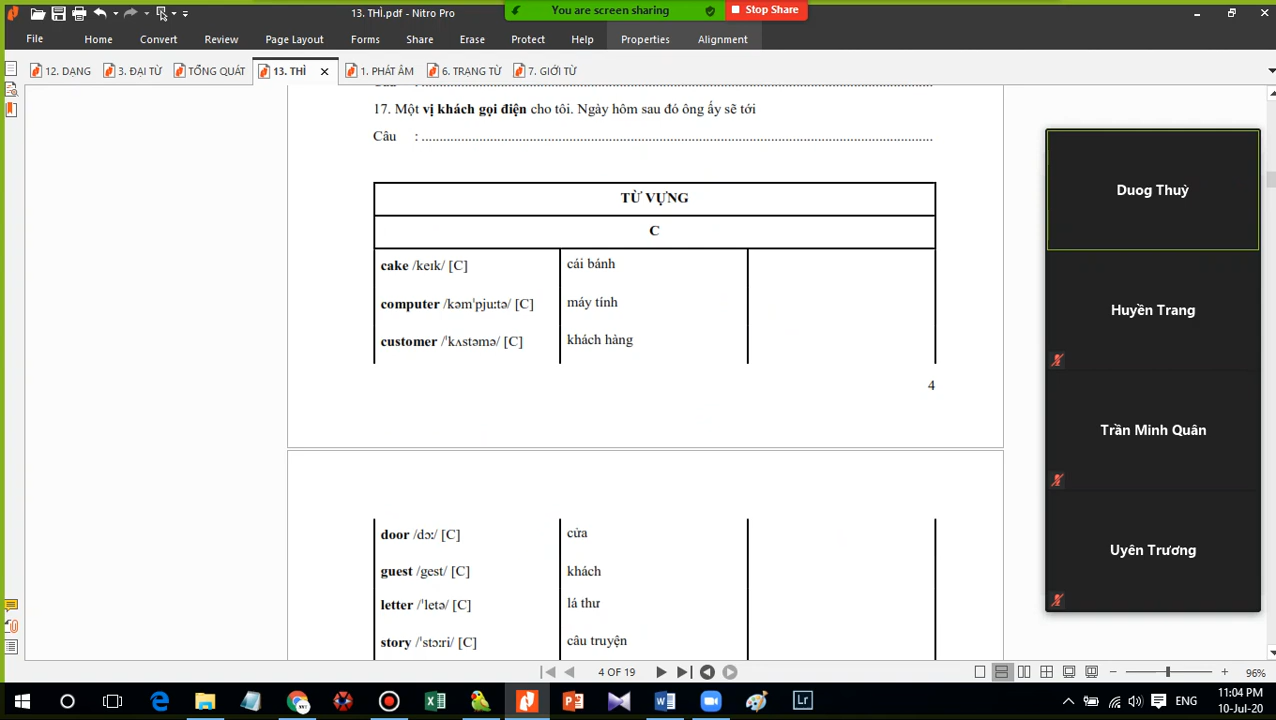 13. THÌ.pdf - Nitro Pro
You are screen sharing
Stop Share
File Home Convert Review Page Layout Forms Share Erase Protect Help Properties Alignment
12. DẠNG 3. ĐẠI TỪ TỔNG QUÁT 13. THÌ 1. PHÁT ÂM 6. TRẠNG TỪ 7. GIỚI TỪ
17. Một vị khách gọi điện cho tôi. Ngày hôm sau đó ông ấy sẽ tới
Câu : ................................................................................................................................
TỪ VỰNG
C
cake /keɪk/ [C] cái bánh
computer /kəmˈpjuːtə/ [C] máy tính
customer /ˈkʌstəmə/ [C] khách hàng
4
door /dɔː/ [C] cửa
guest /gest/ [C] khách
letter /ˈletə/ [C] lá thư
story /ˈstɔːri/ [C] câu truyện
Duog Thuỳ
Huyền Trang
Trần Minh Quân
Uyên Trương
4 OF 19
96%
ENG
11:04 PM
10-Jul-20